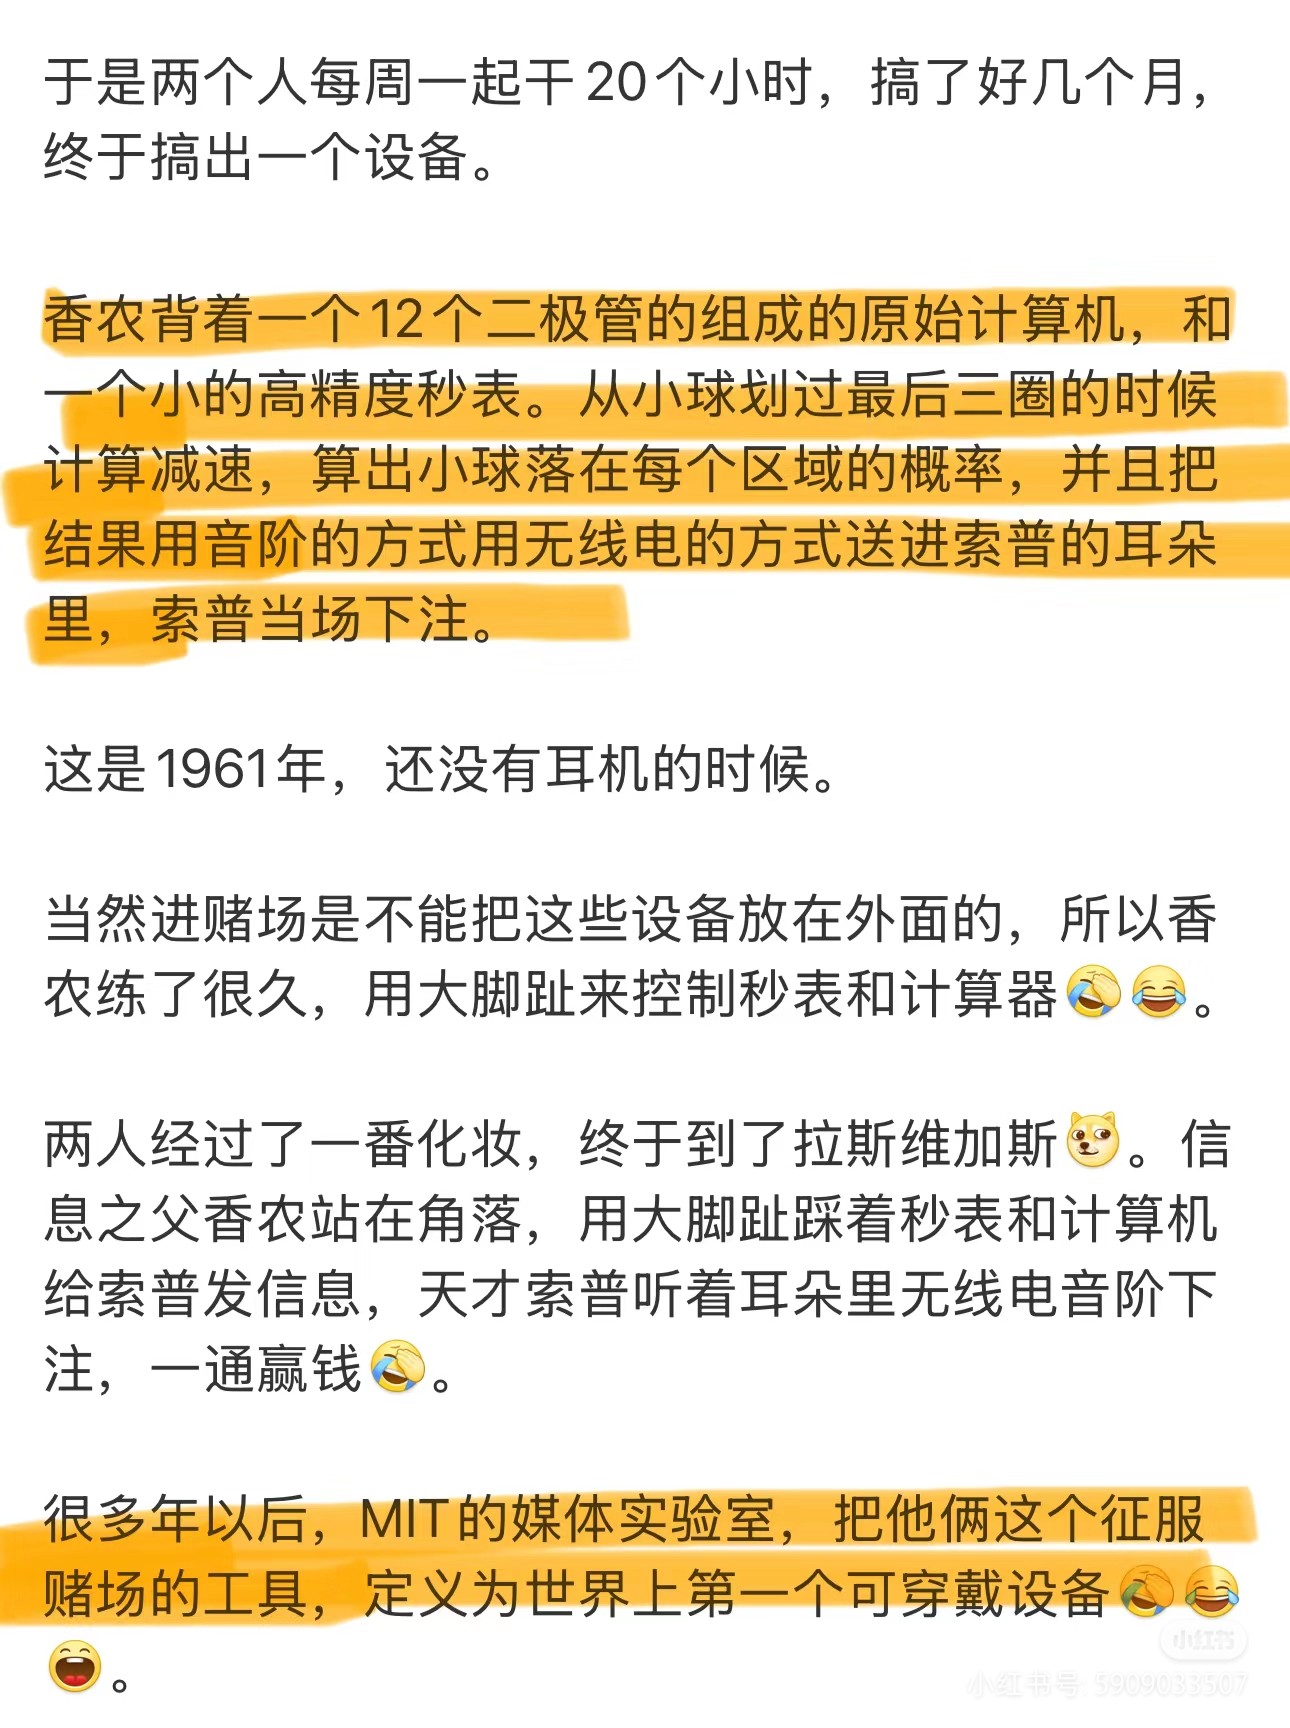 于是两个人每周一起干20个小时，搞了好几个月，
终于搞出一个设备。
香农背着一个12个二极管的组成的原始计算机，和
一个小的高精度秒表。从小球划过最后三圈的时候
计算减速，算出小球落在每个区域的概率，并且把
结果用音阶的方式用无线电的方式送进索普的耳朵
里，索普当场下注。
这是1961年，还没有耳机的时候。
当然进赌场是不能把这些设备放在外面的，所以香
农练了很久，用大脚趾来控制秒表和计算器🤣😂。
两人经过了一番化妆，终于到了拉斯维加斯。信
息之父香农站在角落，用大脚趾踩着秒表和计算机
给索普发信息，天才索普听着耳朵里无线电音阶下
注，一通赢钱🤣。
很多年以后，MIT的媒体实验室，把他俩这个征服
赌场的工具，定义为世界上第一个可穿戴设备🤣😂
😄。
小红书
小红书号: 5909033507